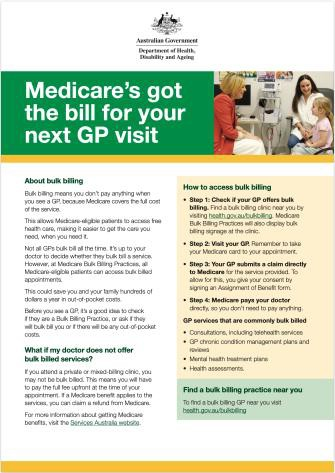 Australian Government
Department of Health,
Disability and Ageing
Medicare's got
the bill for your
next GP visit
About bulk billing
Bulk billing means you don't pay anything when
you see a GP, because Medicare covers the full cost
of the service.
This allows Medicare-eligible patients to access free
health care, making it easier to get the care you
need, when you need it.
Not all GPs bulk bill all the time. It's up to your
doctor to decide whether they bulk bill a service.
However, at Medicare Bulk Billing Practices, all
Medicare-eligible patients can access bulk billed
appointments.
This could save you and your family hundreds of
dollars a year in out-of-pocket costs.
Before you see a GP, it's a good idea to check
if they are a Bulk Billing Practice, or ask if they
will bulk bill you or if there will be any out-of-pocket
costs.
What if my doctor does not offer
bulk billed services?
If you attend a private or mixed-billing clinic, you
may not be bulk billed. This means you will have
to pay the full fee upfront at the time of your
appointment. If a Medicare benefit applies to the
services, you can claim a refund from Medicare.
For more information about getting Medicare
benefits, visit the Services Australia website.
How to access bulk billing
• Step 1: Check if your GP offers bulk
billing. Find a bulk billing clinic near you by
visiting health.gov.au/bulkbilling. Medicare
Bulk Billing Practices will also display bulk
billing signage at the clinic.
• Step 2: Visit your GP. Remember to take
your Medicare card to your appointment.
• Step 3: Your GP submits a claim directly
to Medicare for the service provided. To
allow for this, you give your consent by
signing an Assignment of Benefit form.
• Step 4: Medicare pays your doctor
directly, so you don't need to pay anything.
GP services that are commonly bulk billed
• Consultations, including telehealth services
• GP chronic condition management plans and
reviews
• Mental health treatment plans
• Health assessments.
Find a bulk billing practice near you
To find a bulk billing GP near you visit
health.gov.au/bulkbilling